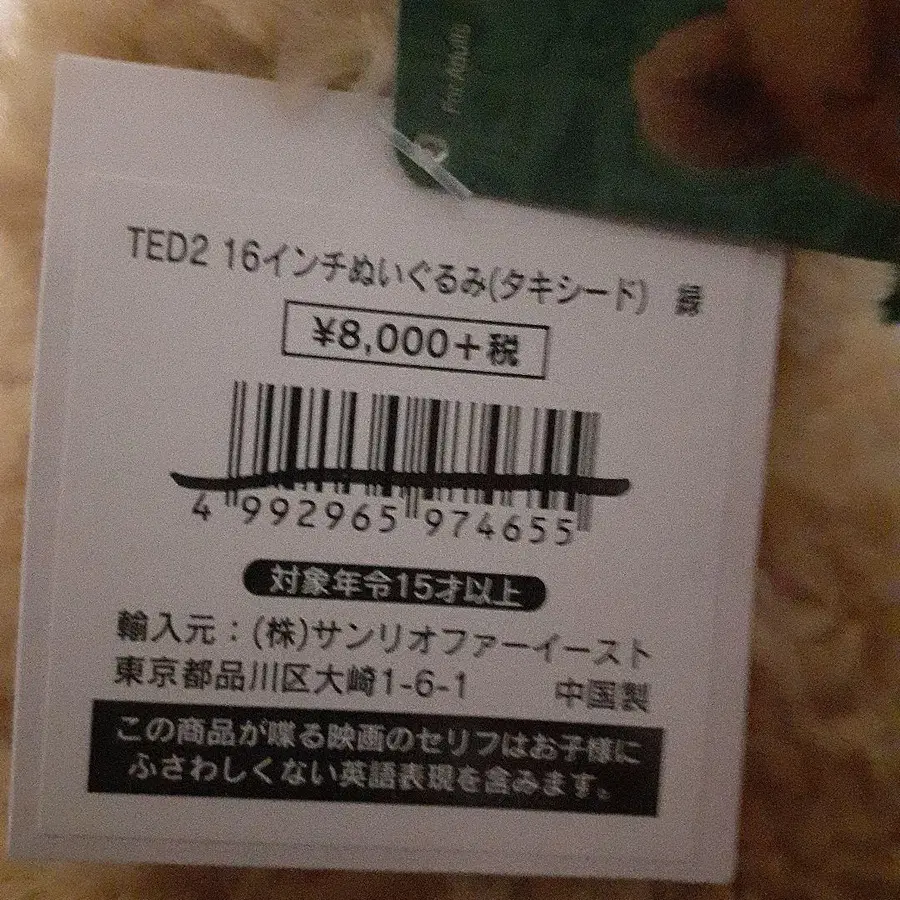 For Adults
TED2 16インチぬいぐるみ(タキシード) 録
¥8,000+税
4 992965 974655
対象年令15才以上
輸入元：(株)サンリオファーイースト
東京都品川区大崎1-6-1 中国製
この商品が喋る映画のセリフはお子様に
ふさわしくない英語表現を含みます。